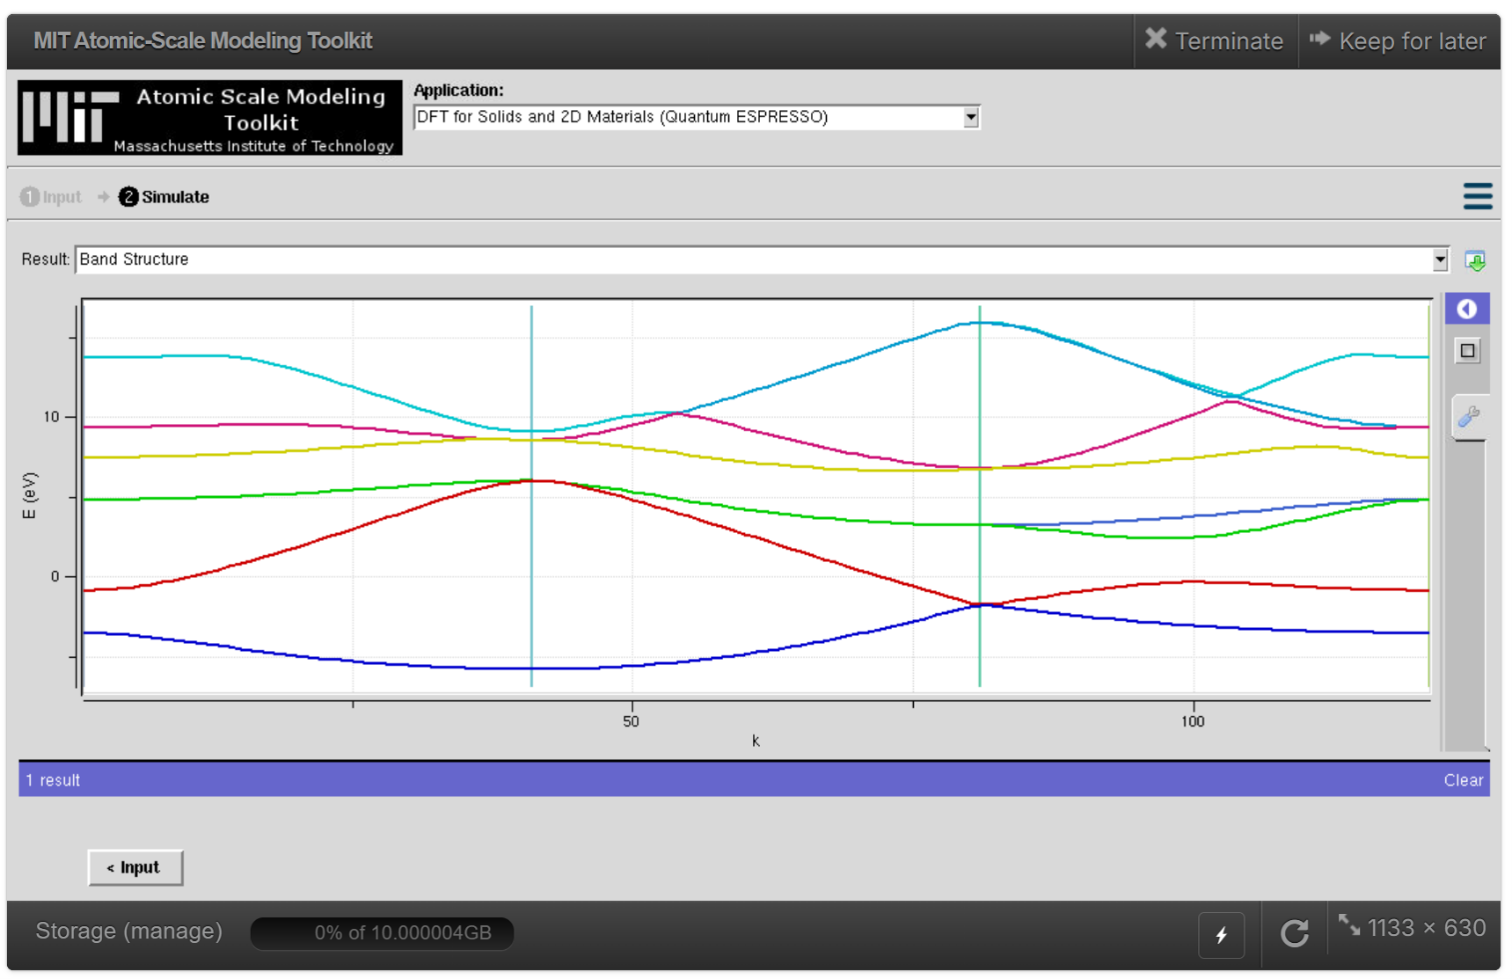 MIT Atomic-Scale Modeling Toolkit
Terminate
Keep for later
MIT
Atomic Scale Modeling
Toolkit
Massachusetts Institute of Technology
Application:
DFT for Solids and 2D Materials (Quantum ESPRESSO)
1 Input
2 Simulate
Result: Band Structure
10
E (eV)
0
50
100
k
1 result
Clear
< Input
Storage (manage)
0% of 10.000004GB
1133 × 630